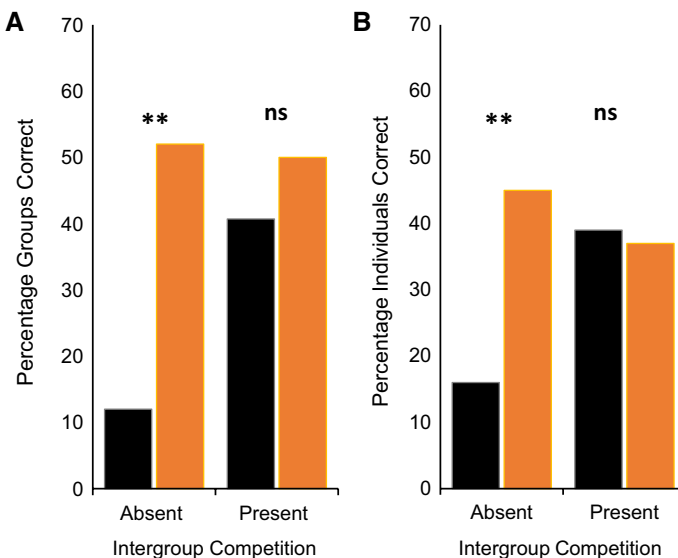 A
Percentage Groups Correct
70
60
50
40
30
20
10
0
**
ns
Absent Present
Intergroup Competition
B
Percentage Individuals Correct
70
60
50
40
30
20
10
0
**
ns
Absent Present
Intergroup Competition